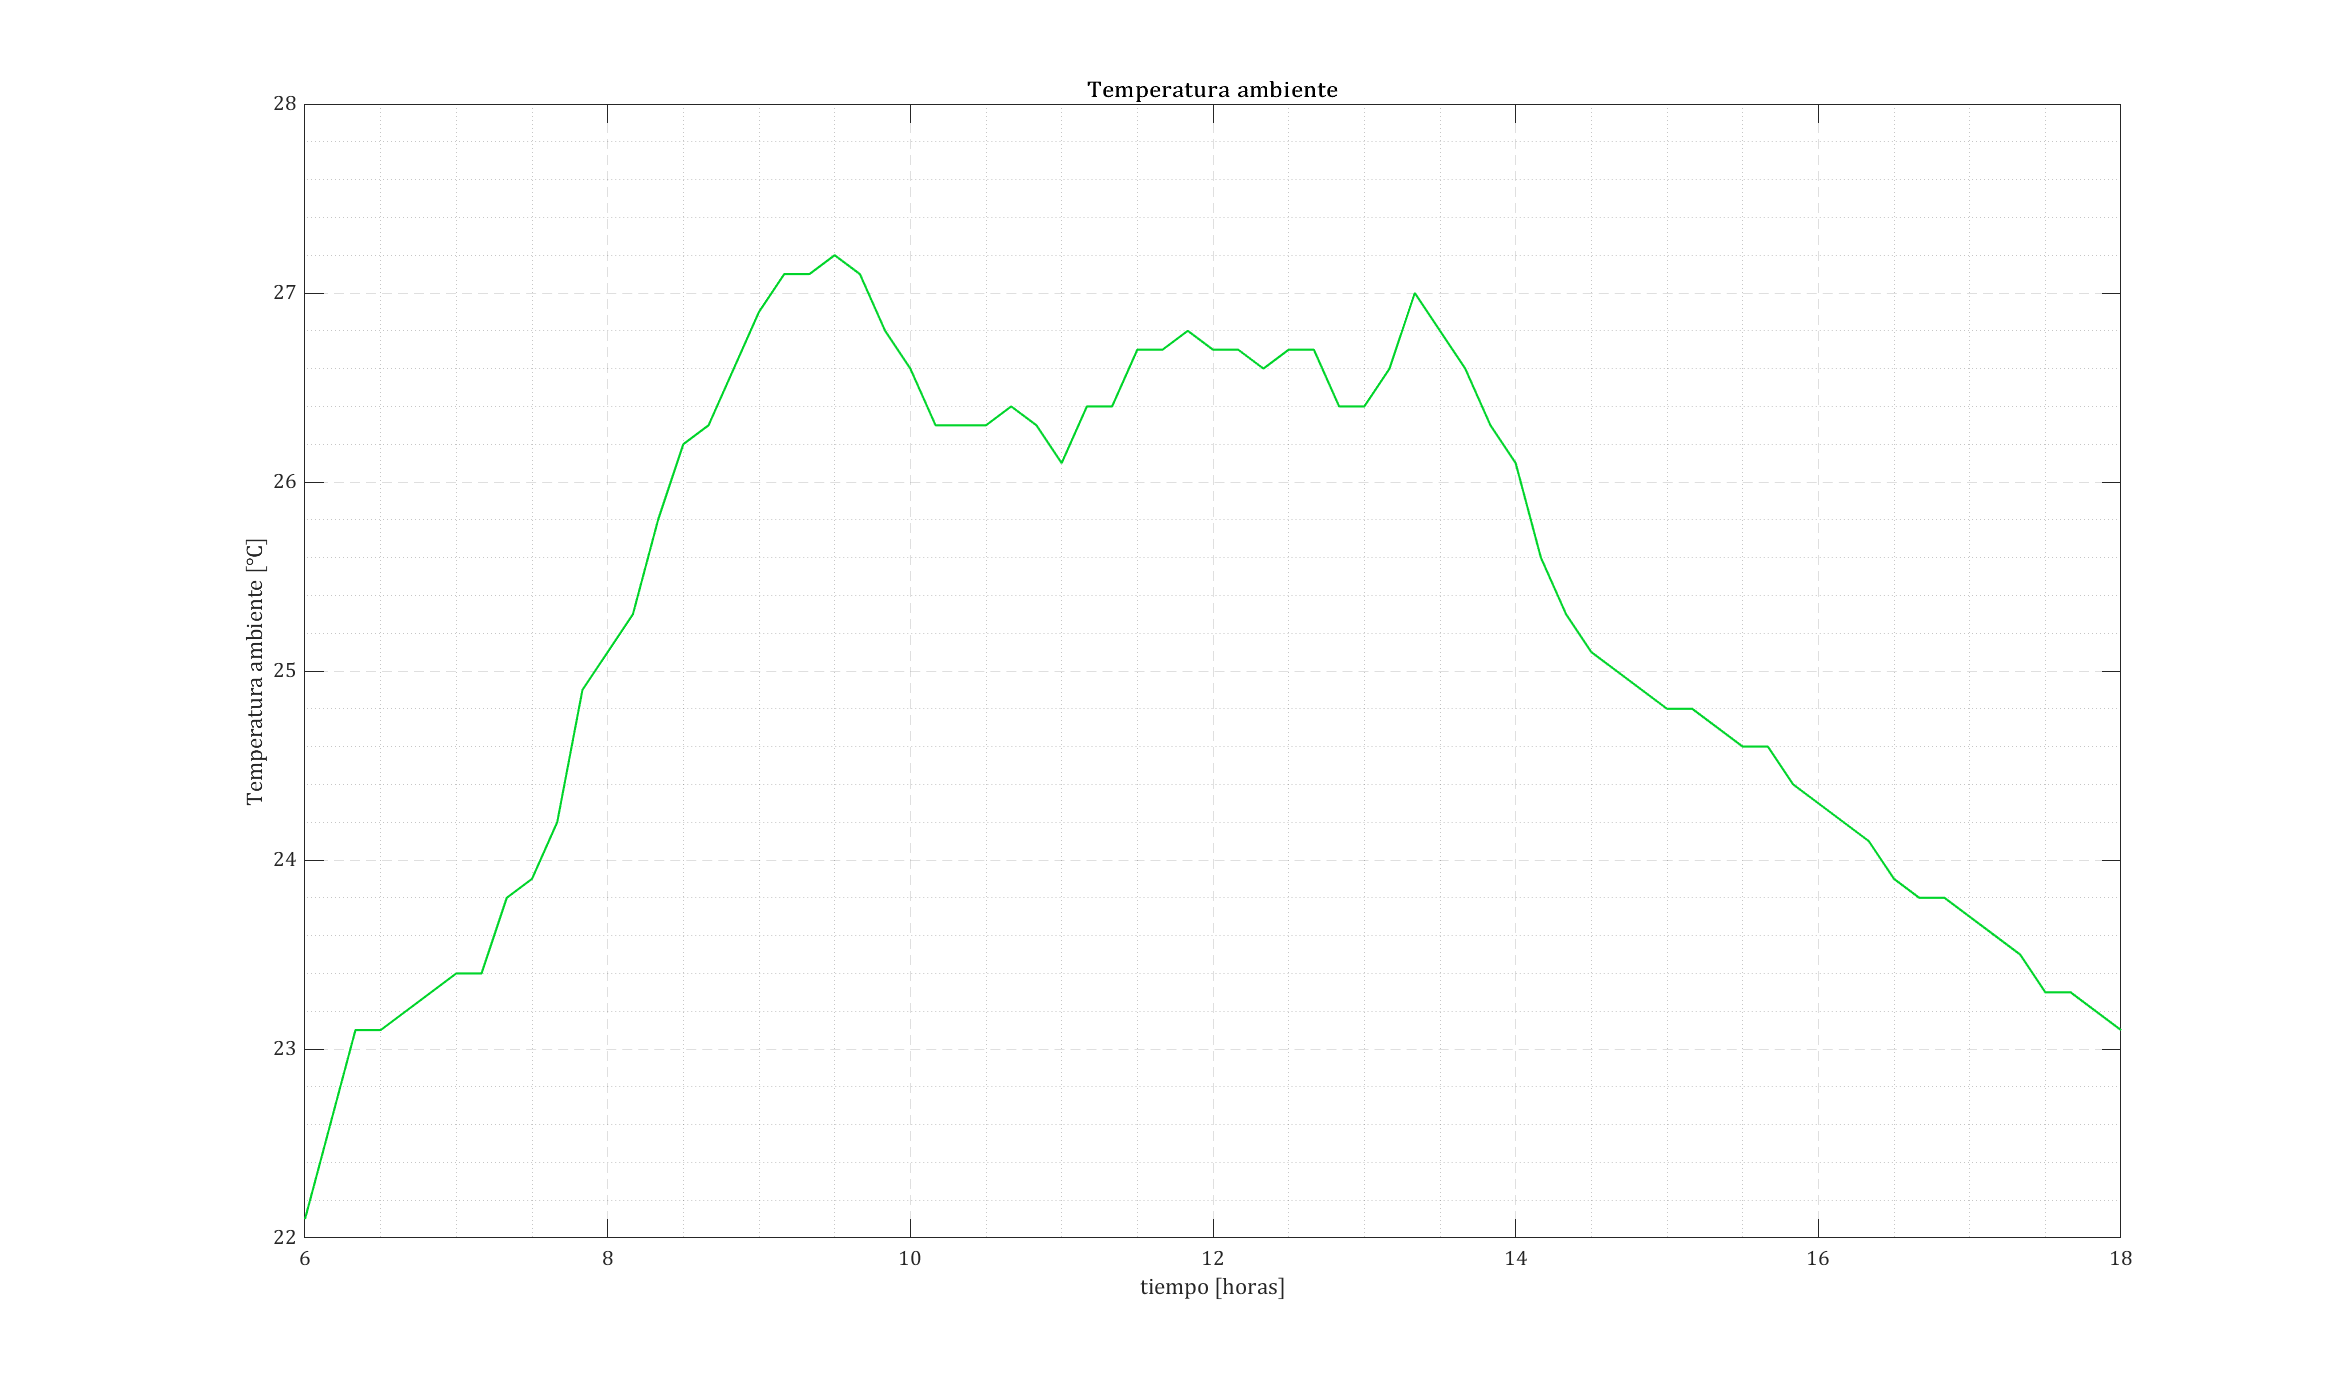 Temperatura ambiente
28
27
26
25
24
23
22
Temperatura ambiente [°C]
6 8 10 12 14 16 18
tiempo [horas]